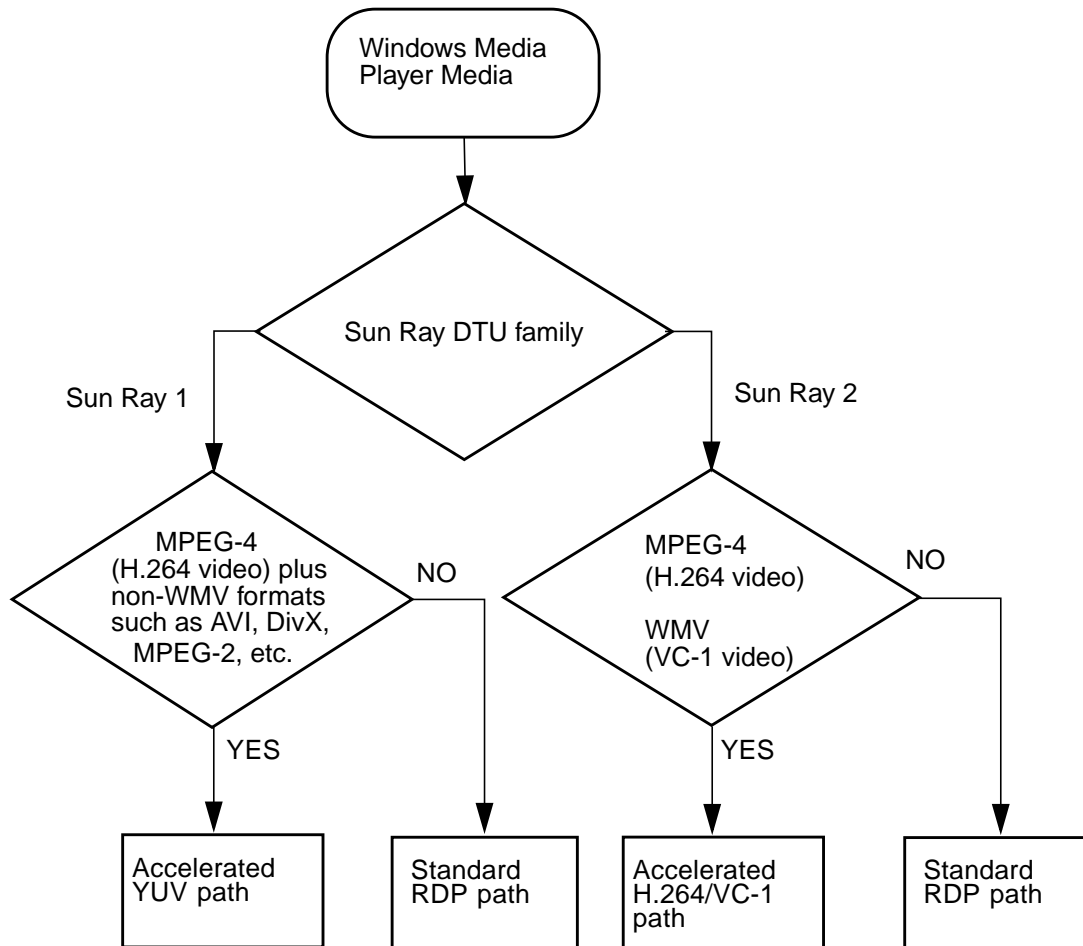 Windows Media
Player Media
Sun Ray DTU family
Sun Ray 1
Sun Ray 2
MPEG-4
(H.264 video) plus
non-WMV formats
such as AVI, DivX,
MPEG-2, etc.
NO
MPEG-4
(H.264 video)
WMV
(VC-1 video)
NO
YES
YES
Accelerated
YUV path
Standard
RDP path
Accelerated
H.264/VC-1
path
Standard
RDP path